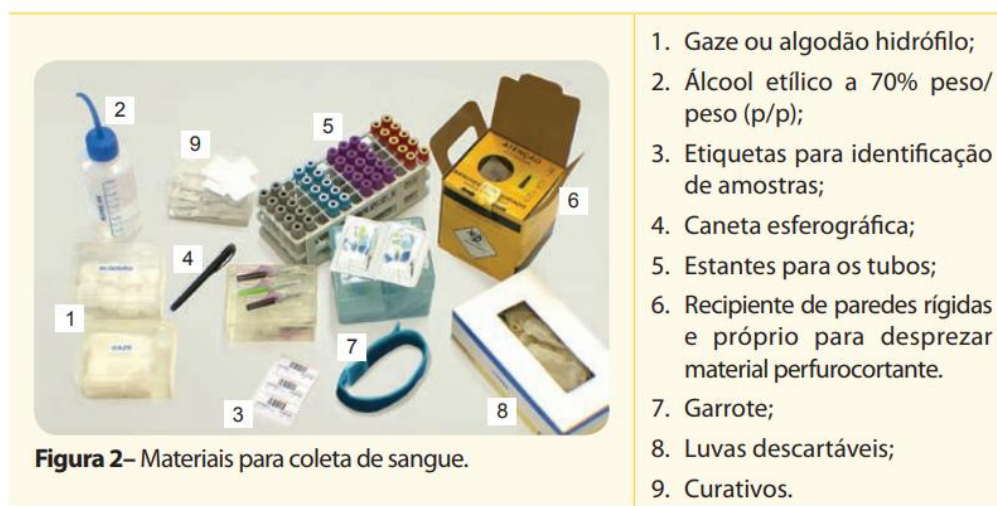 2
9
5
6
4
1
7
3
8
ALGODÃO
GAZE
ATENÇÃO
Figura 2– Materiais para coleta de sangue.
1. Gaze ou algodão hidrófilo;
2. Álcool etílico a 70% peso/
peso (p/p);
3. Etiquetas para identificação
de amostras;
4. Caneta esferográfica;
5. Estantes para os tubos;
6. Recipiente de paredes rígidas
e próprio para desprezar
material perfurocortante.
7. Garrote;
8. Luvas descartáveis;
9. Curativos.